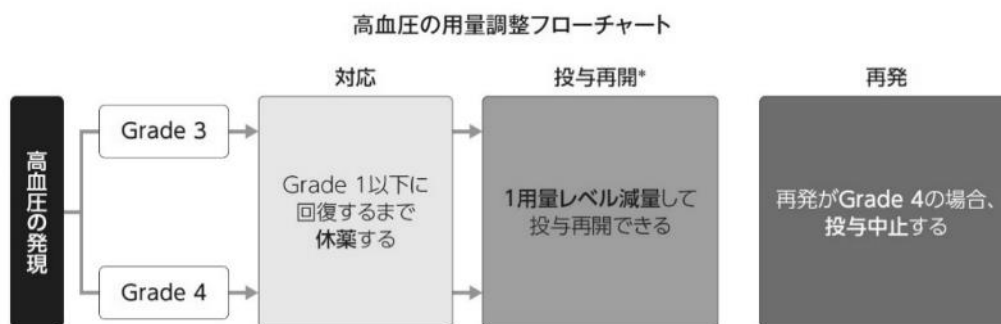 高血圧の用量調整フローチャート
対応
投与再開*
再発
高血圧の発現
Grade 3
Grade 4
Grade 1以下に
回復するまで
休薬する
1用量レベル減量して
投与再開できる
再発がGrade 4の場合、
投与中止する